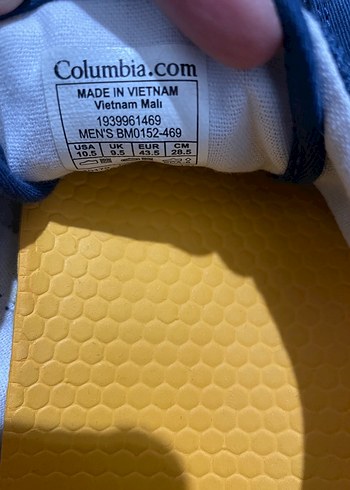 Columbia.com
MADE IN VIETNAM
Vietnam Malı
1939961469
MEN'S BM0152-469
USA UK EUR CM
10.5 9.5 43.5 28.5